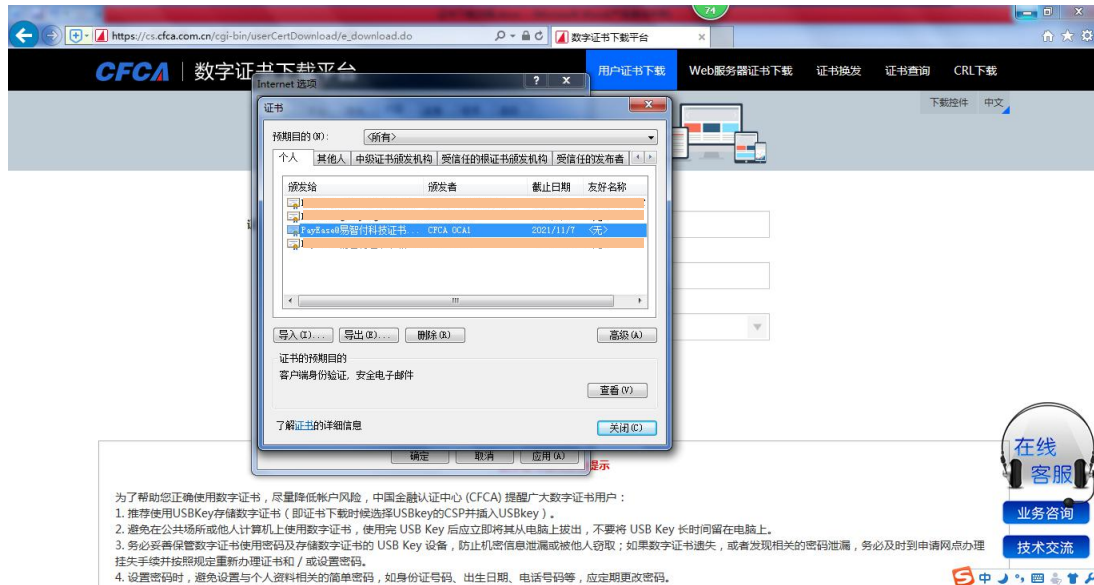 74
https://cs.cfca.com.cn/cgi-bin/userCertDownload/e_download.do
数字证书下载平台
CFCA 数字证书下载平台
用户证书下载 Web服务器证书下载 证书换发 证书查询 CRL下载
下载控件 中文
Internet 选项
证书
预期目的(N): <所有>
个人 其他人 中级证书颁发机构 受信任的根证书颁发机构 受信任的发布者
颁发给 颁发者 截止日期 友好名称
PayEase@易智付科技证书... CFCA OCA1 2021/11/7 <无>
导入(I)... 导出(E)... 删除(R) 高级(A)
证书的预期目的
客户端身份验证, 安全电子邮件
查看(V)
了解证书的详细信息
关闭(C)
确定 取消 应用(A)
提示
为了帮助您正确使用数字证书，尽量降低帐户风险，中国金融认证中心 (CFCA) 提醒广大数字证书用户：
1. 推荐使用USBKey存储数字证书 ( 即证书下载时候选择USBkey的CSP并插入USBkey ) 。
2. 避免在公共场所或他人计算机上使用数字证书，使用完 USB Key 后应立即将其从电脑上拔出，不要将 USB Key 长时间留在电脑上。
3. 务必妥善保管数字证书使用密码及存储数字证书的 USB Key 设备，防止机密信息泄漏或被他人窃取；如果数字证书遗失，或者发现相关的密码泄漏，务必及时到申请网点办理
挂失手续并按照规定重新办理证书和 / 或设置密码。
4. 设置密码时，避免设置与个人资料相关的简单密码，如身份证号码、出生日期、电话号码等，应定期更改密码。
在线
客服
业务咨询
技术交流
中